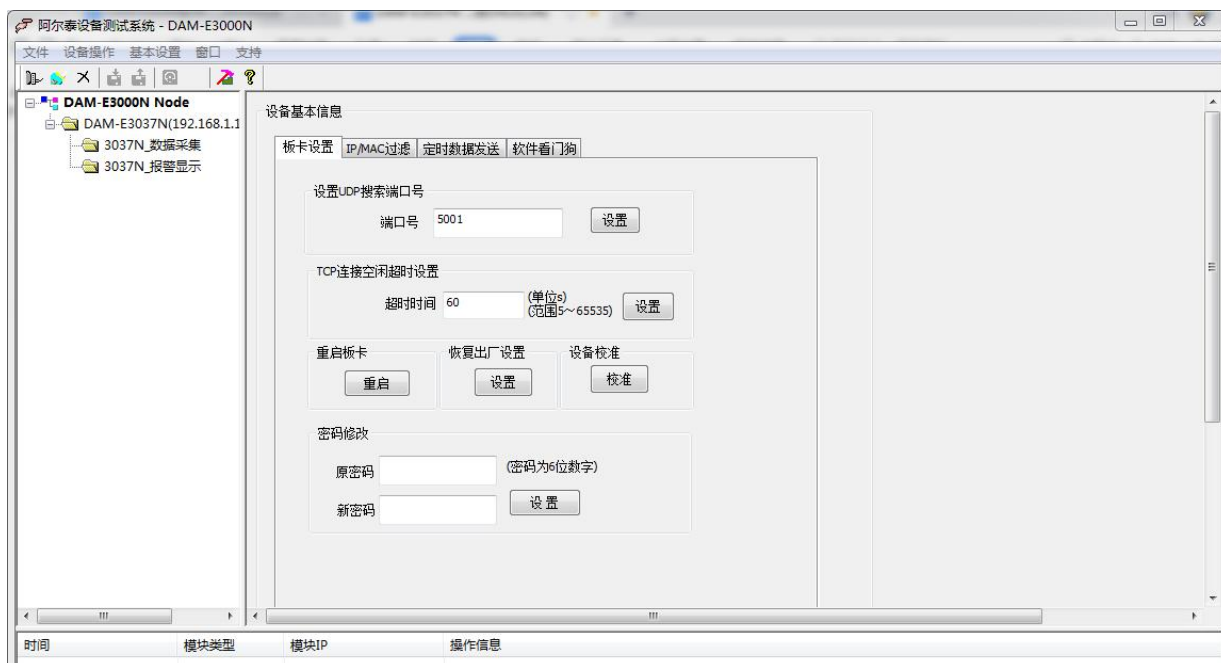 阿尔泰设备测试系统 - DAM-E3000N
文件 设备操作 基本设置 窗口 支持
DAM-E3000N Node
DAM-E3037N(192.168.1.1
3037N_数据采集
3037N_报警显示
设备基本信息
板卡设置 IP/MAC过滤 定时数据发送 软件看门狗
设置UDP搜索端口号
端口号 5001 设置
TCP连接空闲超时设置
超时时间 60 (单位s) (范围5~65535) 设置
重启板卡 恢复出厂设置 设备校准
重启 设置 校准
密码修改
原密码 (密码为6位数字)
新密码 设置
时间 模块类型 模块IP 操作信息